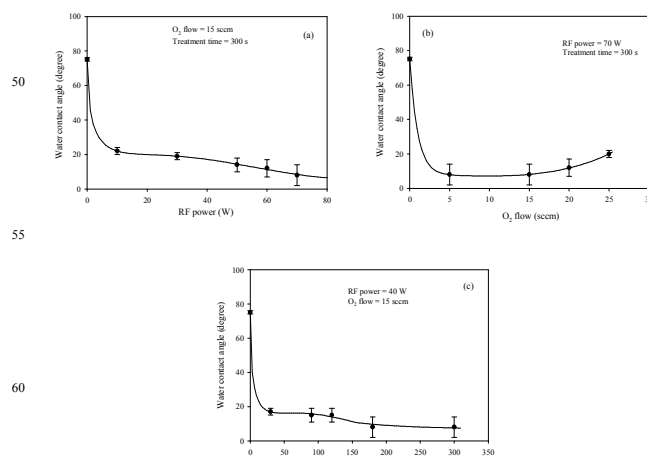 50
55
60
100
80
60
40
20
0
Water contact angle (degree)
O₂ flow = 15 sccm
Treatment time = 300 s
(a)
0 20 40 60 80
RF power (W)
100
80
60
40
20
0
Water contact angle (degree)
(b)
RF power = 70 W
Treatment time = 300 s
0 5 10 15 20 25 30
O₂ flow (sccm)
100
80
60
40
20
0
Water contact angle (degree)
RF power = 40 W
O₂ flow = 15 sccm
(c)
0 50 100 150 200 250 300 350